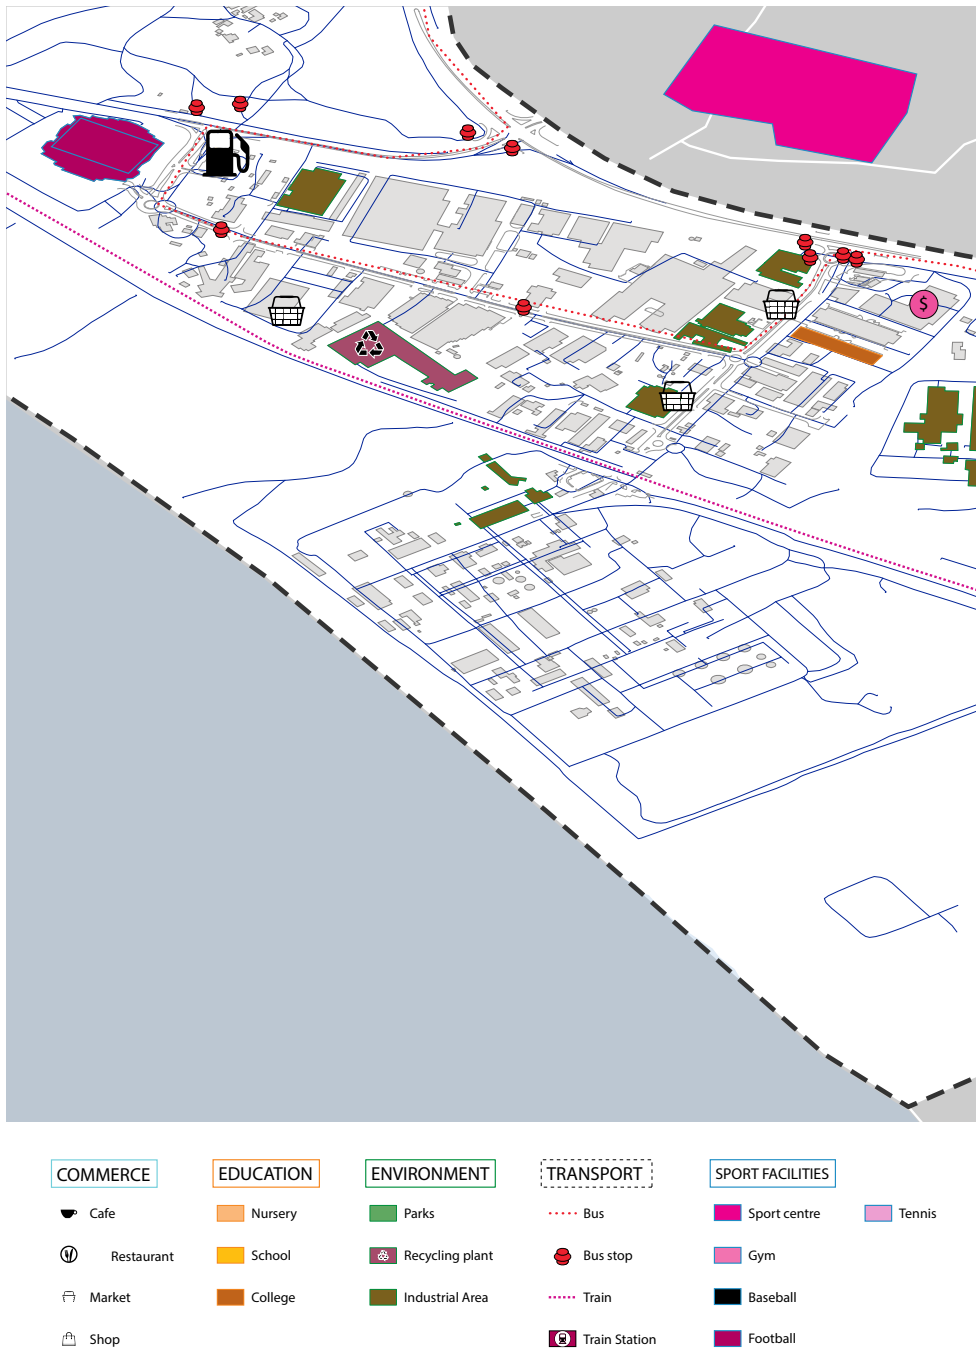 $
COMMERCE
Cafe
Restaurant
Market
Shop
EDUCATION
Nursery
School
College
ENVIRONMENT
Parks
Recycling plant
Industrial Area
TRANSPORT
Bus
Bus stop
Train
Train Station
SPORT FACILITIES
Sport centre
Gym
Baseball
Football
Tennis